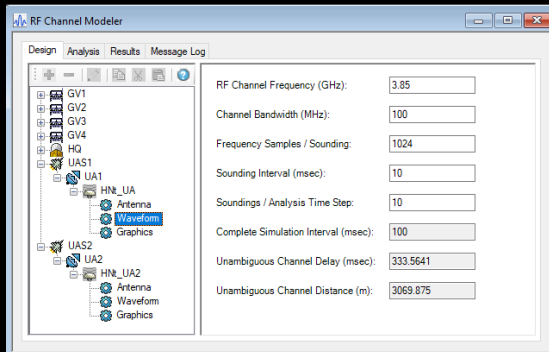 RF Channel Modeler
Design Analysis Results Message Log
GV1
GV2
GV3
GV4
HQ
UAS1
UA1
HNt_UA
Antenna
Waveform
Graphics
UAS2
UA2
HNt_UA2
Antenna
Waveform
Graphics
RF Channel Frequency (GHz): 3.85
Channel Bandwidth (MHz): 100
Frequency Samples / Sounding: 1024
Sounding Interval (msec): 10
Soundings / Analysis Time Step: 10
Complete Simulation Interval (msec): 100
Unambiguous Channel Delay (msec): 333.5641
Unambiguous Channel Distance (m): 3069.875